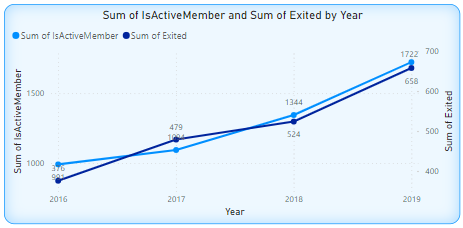 Sum of IsActiveMember and Sum of Exited by Year
Sum of IsActiveMember Sum of Exited
Sum of IsActiveMember
1500
1000
700
600
500
400
Sum of Exited
376
479
1344
524
1722
658
2016 2017 2018 2019
Year